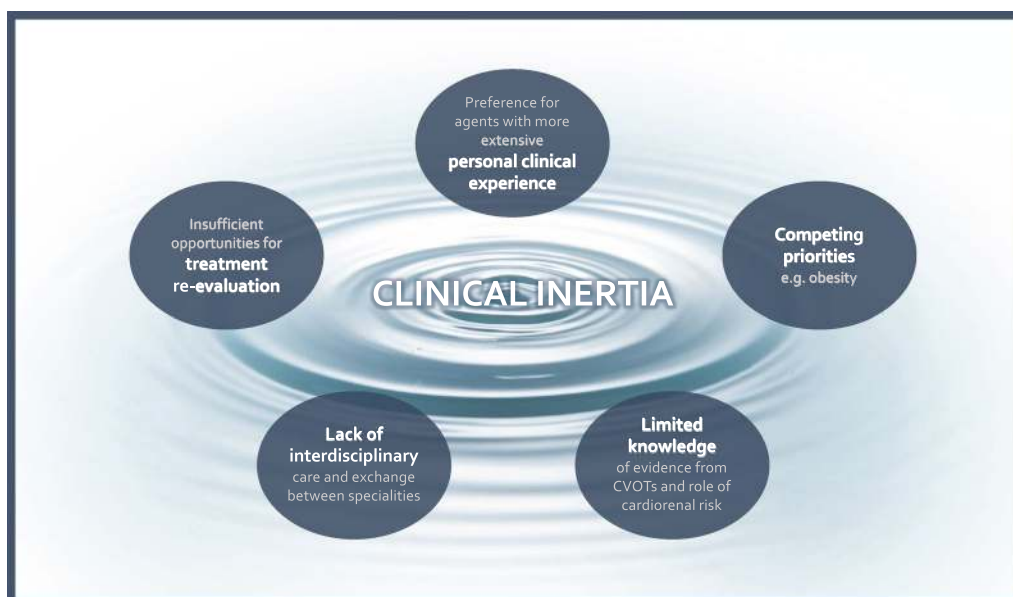 Preference for
agents with more
extensive
personal clinical
experience
Insufficient
opportunities for
treatment
re-evaluation
Competing
priorities
e.g. obesity
CLINICAL INERTIA
Lack of
interdisciplinary
care and exchange
between specialities
Limited
knowledge
of evidence from
CVOTs and role of
cardiorenal risk